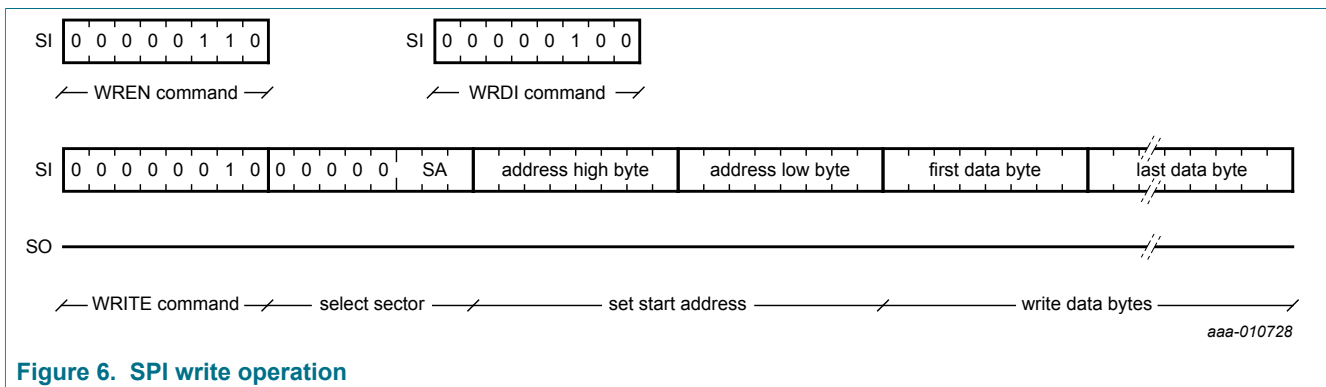 SI 0 0 0 0 0 1 1 0 SI 0 0 0 0 0 1 0 0
WREN command WRDI command
SI 0 0 0 0 0 0 1 0 0 0 0 0 0 SA address high byte address low byte first data byte last data byte
SO
WRITE command select sector set start address write data bytes
aaa-010728
Figure 6. SPI write operation